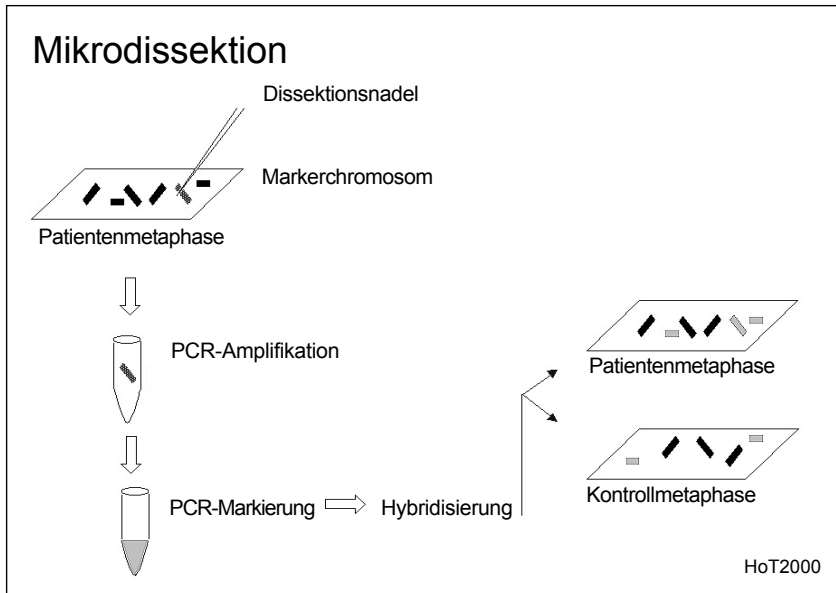 Mikrodissektion
Dissektionsnadel
Markerchromosom
Patientenmetaphase
PCR-Amplifikation
Patientenmetaphase
PCR-Markierung
Hybridisierung
Kontrollmetaphase
HoT2000